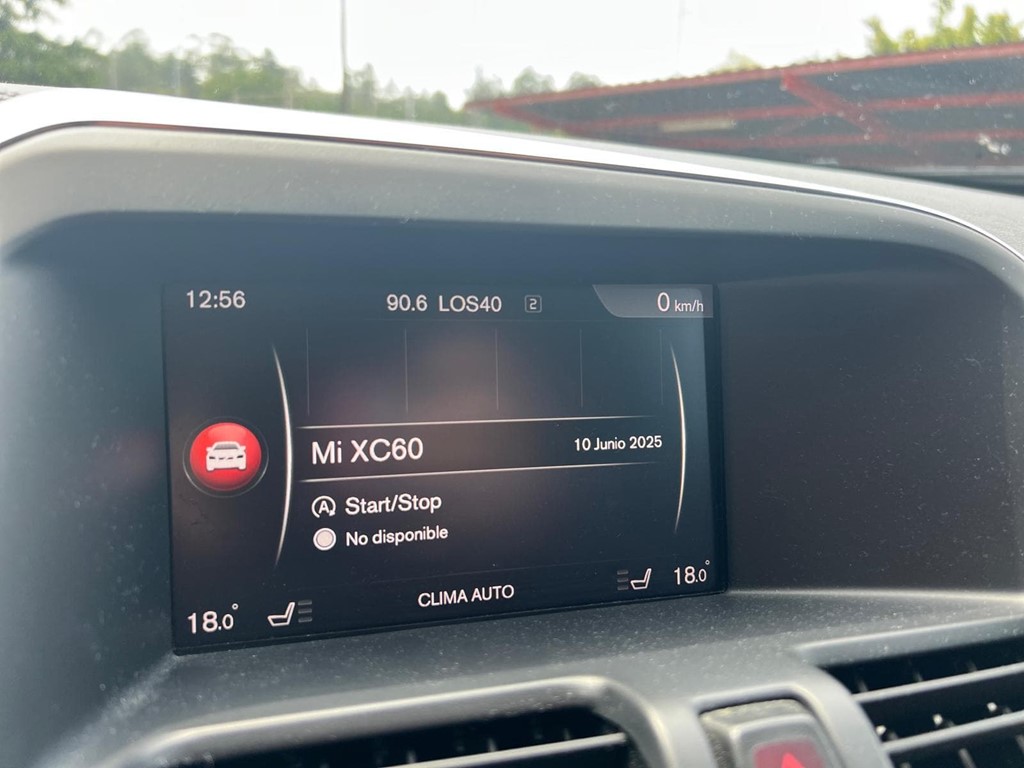 12:56
90.6 LOS40 2
0 km/h
Mi XC60
10 Junio 2025
A Start/Stop
No disponible
CLIMA AUTO
18.0°
18.0°